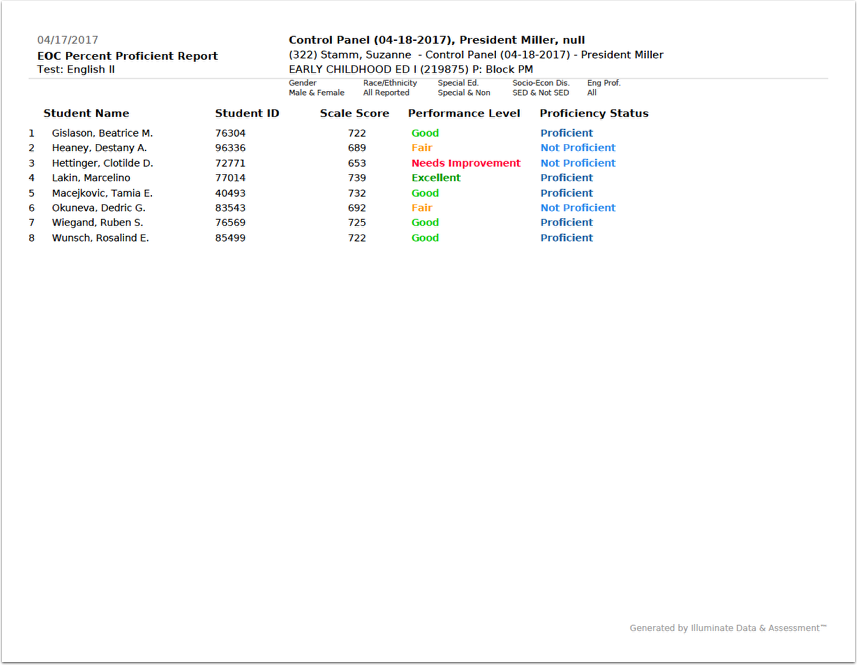 04/17/2017
EOC Percent Proficient Report
Test: English II
Control Panel (04-18-2017), President Miller, null
(322) Stamm, Suzanne - Control Panel (04-18-2017) - President Miller
EARLY CHILDHOOD ED I (219875) P: Block PM
Gender Race/Ethnicity Special Ed. Socio-Econ Dis. Eng Prof.
Male & Female All Reported Special & Non SED & Not SED All
Student Name Student ID Scale Score Performance Level Proficiency Status
1 Gislason, Beatrice M. 76304 722 Good Proficient
2 Heaney, Destany A. 96336 689 Fair Not Proficient
3 Hettinger, Clotilde D. 72771 653 Needs Improvement Not Proficient
4 Lakin, Marcelino 77014 739 Excellent Proficient
5 Macejkovic, Tamia E. 40493 732 Good Proficient
6 Okuneva, Dedric G. 83543 692 Fair Not Proficient
7 Wiegand, Ruben S. 76569 725 Good Proficient
8 Wunsch, Rosalind E. 85499 722 Good Proficient
Generated by Illuminate Data & Assessment™